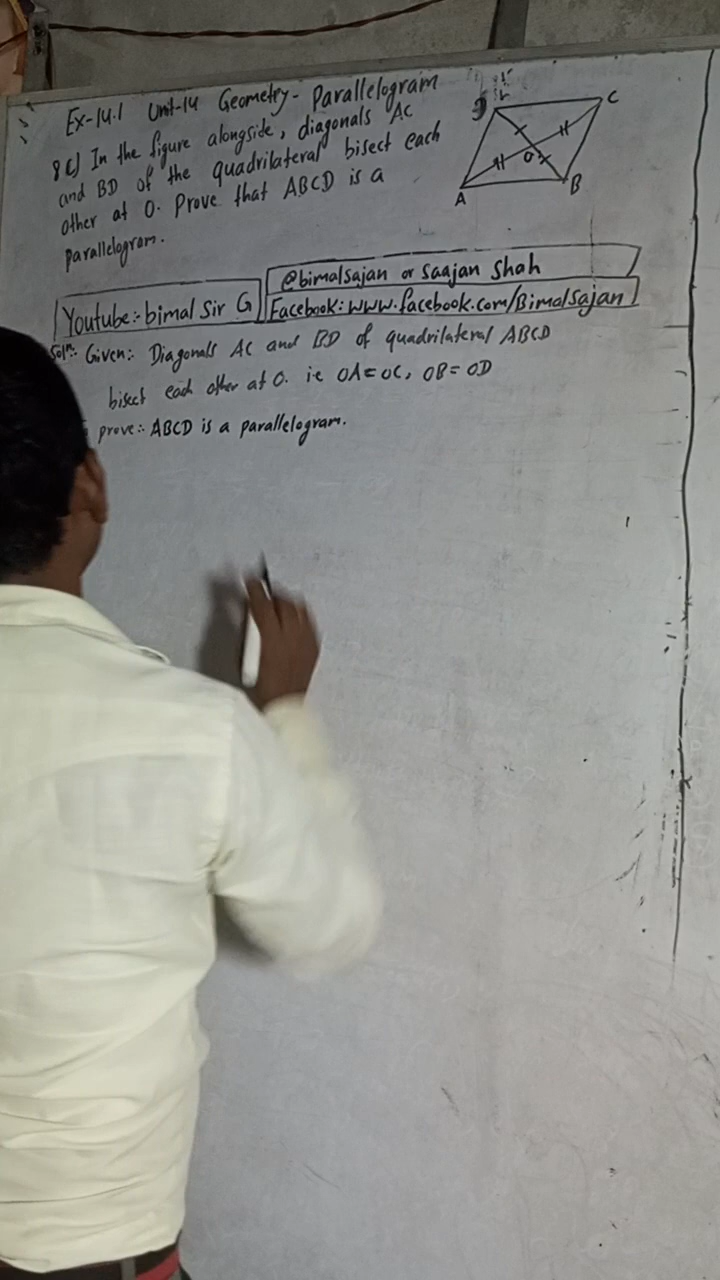 Ex-14.1 Unit-14 Geometry - Parallelogram
8 c) In the figure alongside, diagonals AC
and BD of the quadrilateral bisect each
other at O. Prove that ABCD is a
parallelogram.
D
C
O
A
B
@bimalsajan or Saajan Shah
Youtube:- bimal Sir G
Facebook: www.facebook.com/Bimalsajan
Solⁿ:- Given:- Diagonals AC and BD of quadrilateral ABCD
bisect each other at O. ie OA = OC, OB = OD
prove:- ABCD is a parallelogram.